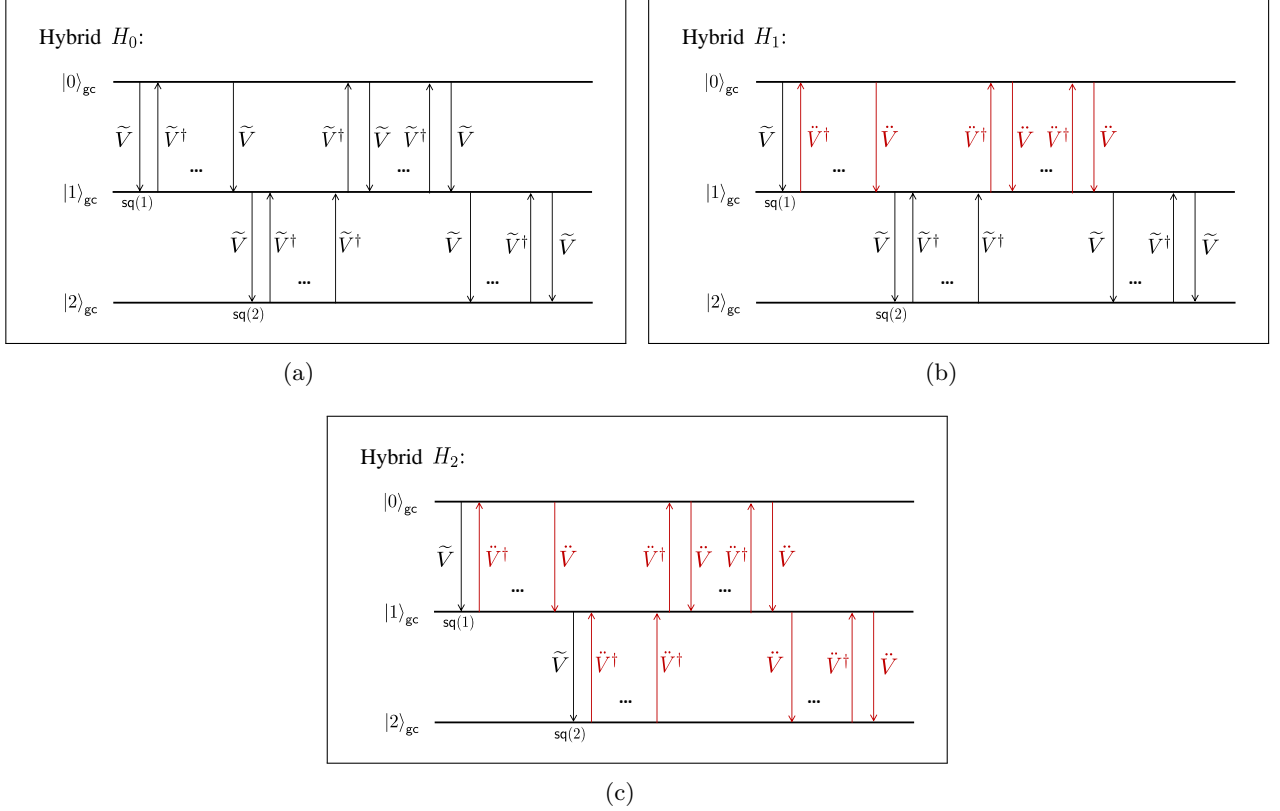 Hybrid H₀:
|0⟩gc
Ṽ Ṽ† Ṽ Ṽ† Ṽ Ṽ† Ṽ
... ...
|1⟩gc
sq(1)
Ṽ Ṽ† Ṽ† Ṽ Ṽ† Ṽ
... ...
|2⟩gc
sq(2)
(a)
Hybrid H₁:
|0⟩gc
Ṽ V̈† V̈ V̈† V̈ V̈† V̈
... ...
|1⟩gc
sq(1)
Ṽ Ṽ† Ṽ† Ṽ Ṽ† Ṽ
... ...
|2⟩gc
sq(2)
(b)
Hybrid H₂:
|0⟩gc
Ṽ V̈† V̈ V̈† V̈ V̈† V̈
... ...
|1⟩gc
sq(1)
Ṽ V̈† V̈† V̈ V̈† V̈
... ...
|2⟩gc
sq(2)
(c)